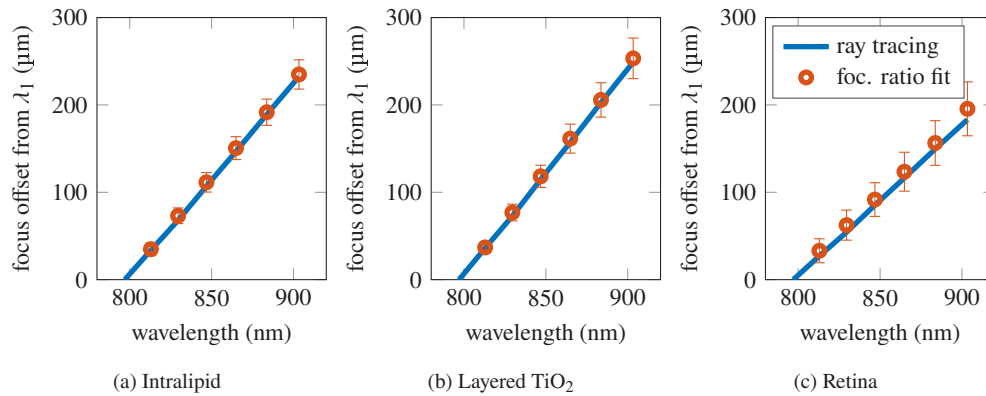 300
200
100
0
800
850
900
focus offset from λ₁ (µm)
wavelength (nm)
(a) Intralipid
300
200
100
0
800
850
900
focus offset from λ₁ (µm)
wavelength (nm)
(b) Layered TiO₂
300
200
100
0
800
850
900
focus offset from λ₁ (µm)
wavelength (nm)
ray tracing
foc. ratio fit
(c) Retina